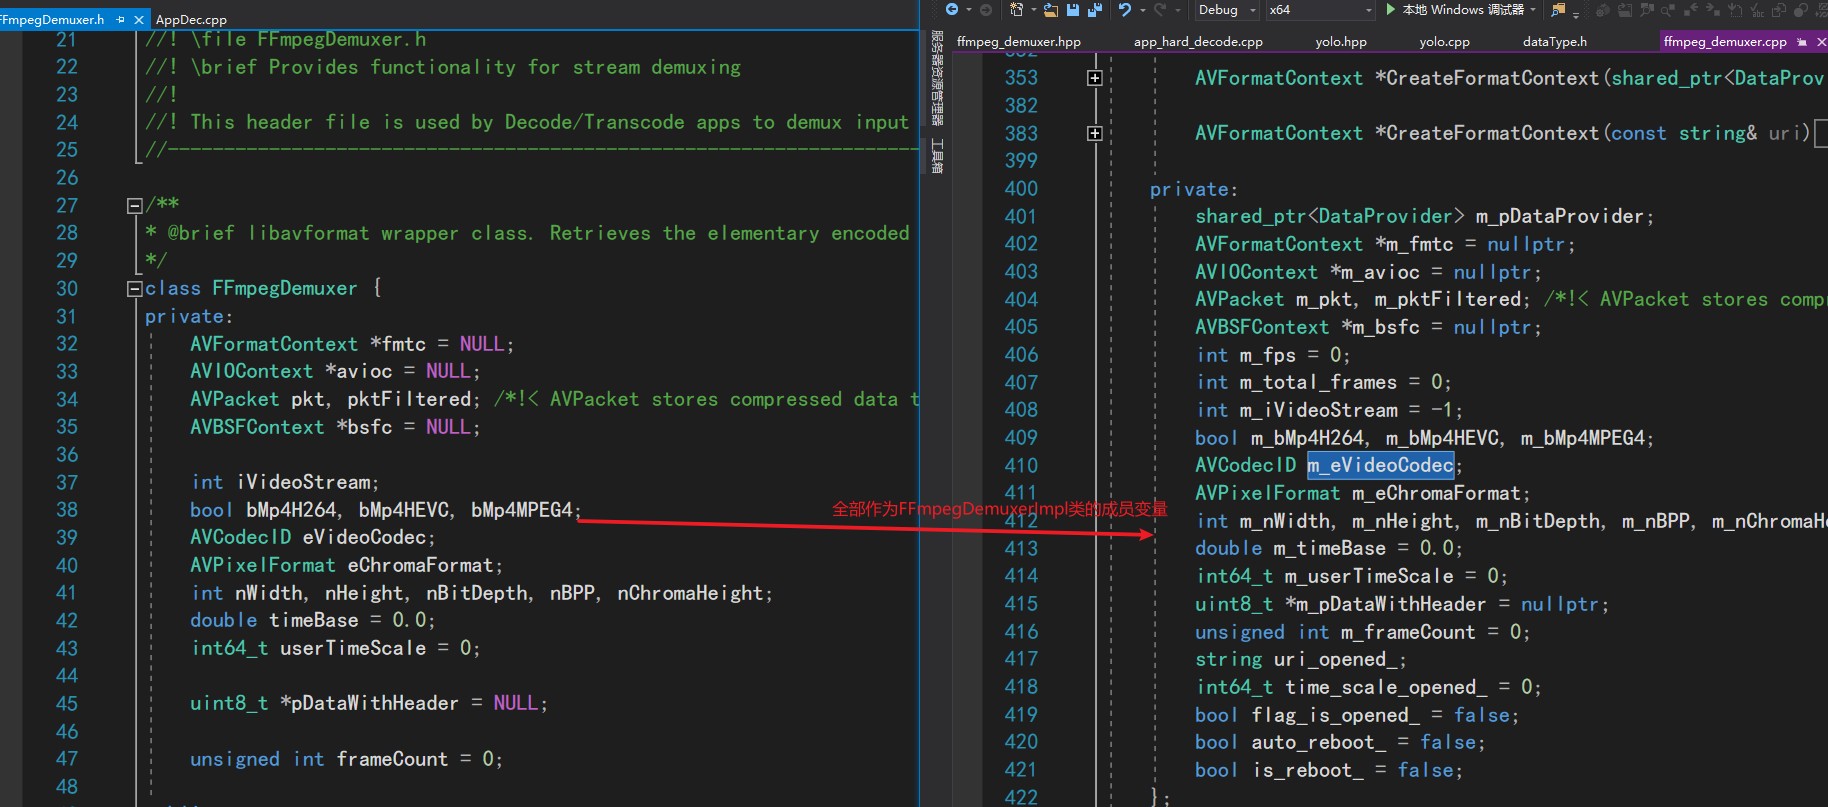 FFmpegDemuxer.h
AppDec.cpp
21 //! \file FFmpegDemuxer.h
22 //! \brief Provides functionality for stream demuxing
23 //!
24 //! This header file is used by Decode/Transcode apps to demux input
25 //---------------------------------------------------------------------
26
27 /**
28 * @brief libavformat wrapper class. Retrieves the elementary encoded
29 */
30 class FFmpegDemuxer {
31 private:
32 AVFormatContext *fmtc = NULL;
33 AVIOContext *avioc = NULL;
34 AVPacket pkt, pktFiltered; /*!< AVPacket stores compressed data t
35 AVBSFContext *bsfc = NULL;
36
37 int iVideoStream;
38 bool bMp4H264, bMp4HEVC, bMp4MPEG4;
39 AVCodecID eVideoCodec;
40 AVPixelFormat eChromaFormat;
41 int nWidth, nHeight, nBitDepth, nBPP, nChromaHeight;
42 double timeBase = 0.0;
43 int64_t userTimeScale = 0;
44
45 uint8_t *pDataWithHeader = NULL;
46
47 unsigned int frameCount = 0;
48
全部作为FFmpegDemuxerImpl类的成员变量
服务器资源管理器
工具箱
Debug
x64
本地 Windows 调试器
ffmpeg_demuxer.hpp
app_hard_decode.cpp
yolo.hpp
yolo.cpp
dataType.h
ffmpeg_demuxer.cpp
353 AVFormatContext *CreateFormatContext(shared_ptr<DataProv
382
383 AVFormatContext *CreateFormatContext(const string& uri)
399
400 private:
401 shared_ptr<DataProvider> m_pDataProvider;
402 AVFormatContext *m_fmtc = nullptr;
403 AVIOContext *m_avioc = nullptr;
404 AVPacket m_pkt, m_pktFiltered; /*!< AVPacket stores compr
405 AVBSFContext *m_bsfc = nullptr;
406 int m_fps = 0;
407 int m_total_frames = 0;
408 int m_iVideoStream = -1;
409 bool m_bMp4H264, m_bMp4HEVC, m_bMp4MPEG4;
410 AVCodecID m_eVideoCodec;
411 AVPixelFormat m_eChromaFormat;
412 int m_nWidth, m_nHeight, m_nBitDepth, m_nBPP, m_nChromaHe
413 double m_timeBase = 0.0;
414 int64_t m_userTimeScale = 0;
415 uint8_t *m_pDataWithHeader = nullptr;
416 unsigned int m_frameCount = 0;
417 string uri_opened_;
418 int64_t time_scale_opened_ = 0;
419 bool flag_is_opened_ = false;
420 bool auto_reboot_ = false;
421 bool is_reboot_ = false;
422 };